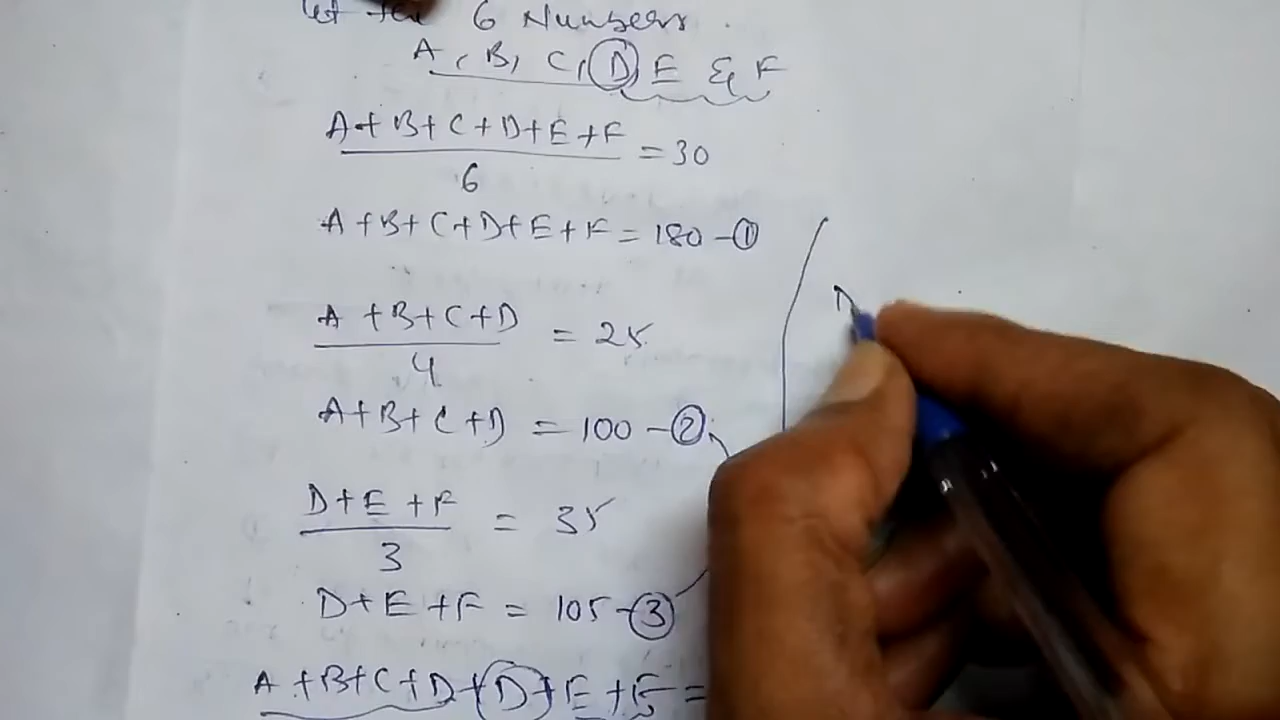 6 Numbers
A, B, C, D, E & F
A+B+C+D+E+F
= 30
6
A+B+C+D+E+F = 180 - ①
A+B+C+D
= 25
4
A+B+C+D = 100 - ②
D+E+F
= 35
3
D+E+F = 105 - ③
A+B+C+D+D+E+F =
D